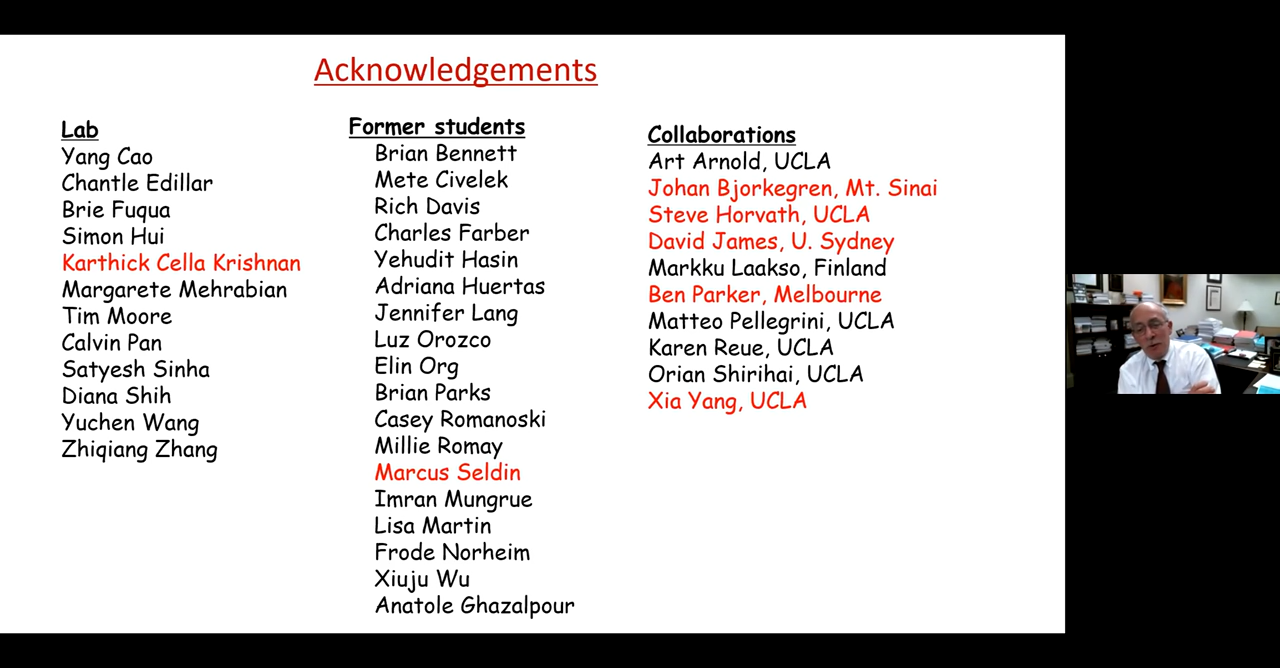 Acknowledgements
Lab
Yang Cao
Chantle Edillar
Brie Fuqua
Simon Hui
Karthick Cella Krishnan
Margarete Mehrabian
Tim Moore
Calvin Pan
Satyesh Sinha
Diana Shih
Yuchen Wang
Zhiqiang Zhang
Former students
Brian Bennett
Mete Civelek
Rich Davis
Charles Farber
Yehudit Hasin
Adriana Huertas
Jennifer Lang
Luz Orozco
Elin Org
Brian Parks
Casey Romanoski
Millie Romay
Marcus Seldin
Imran Mungrue
Lisa Martin
Frode Norheim
Xiuju Wu
Anatole Ghazalpour
Collaborations
Art Arnold, UCLA
Johan Bjorkegren, Mt. Sinai
Steve Horvath, UCLA
David James, U. Sydney
Markku Laakso, Finland
Ben Parker, Melbourne
Matteo Pellegrini, UCLA
Karen Reue, UCLA
Orian Shirihai, UCLA
Xia Yang, UCLA